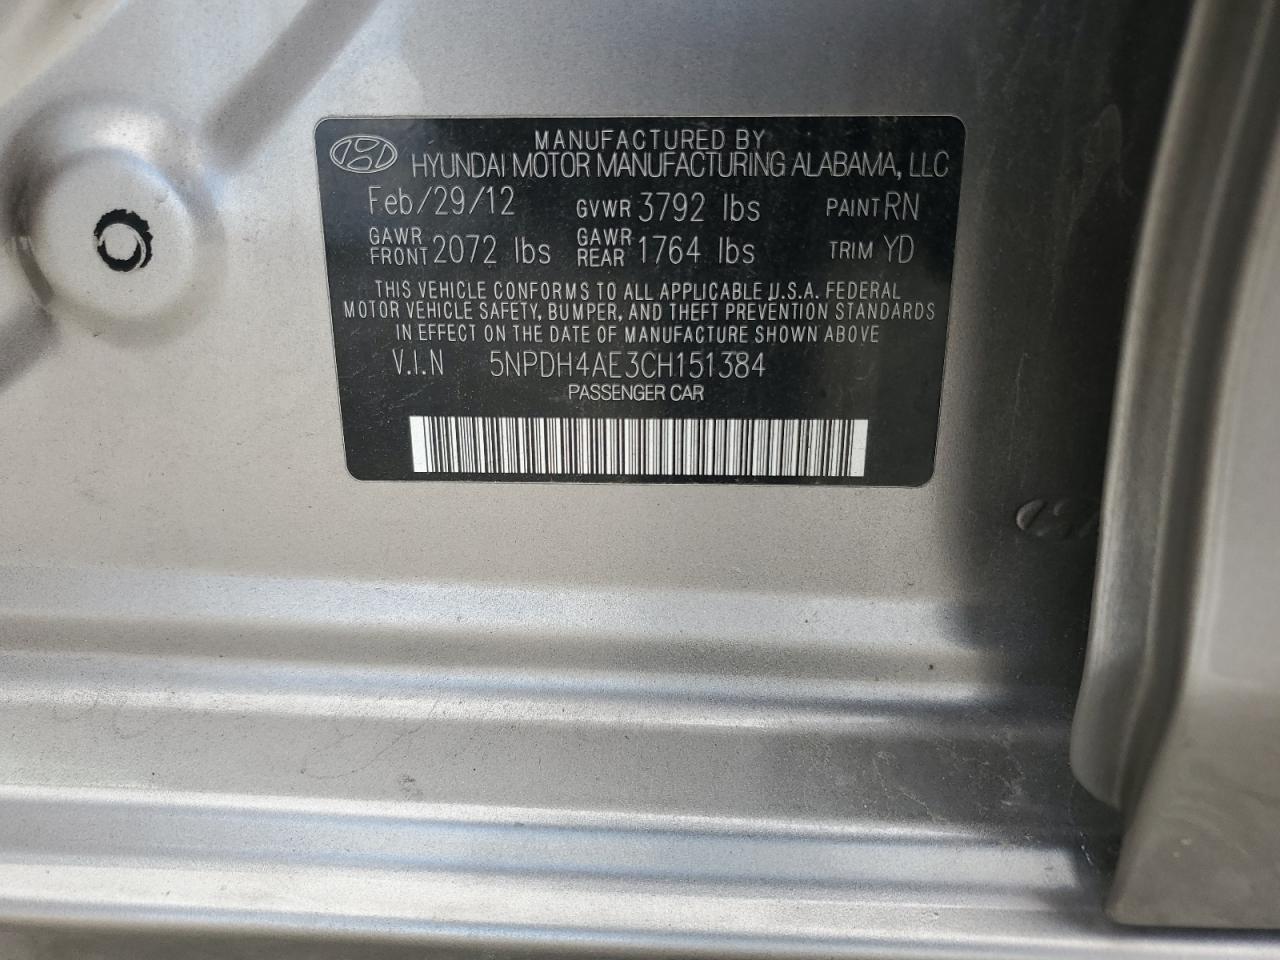 MANUFACTURED BY
HYUNDAI MOTOR MANUFACTURING ALABAMA, LLC
Feb/29/12 GVWR 3792 lbs PAINT RN
GAWR FRONT 2072 lbs GAWR REAR 1764 lbs TRIM YD
THIS VEHICLE CONFORMS TO ALL APPLICABLE U.S.A. FEDERAL
MOTOR VEHICLE SAFETY, BUMPER, AND THEFT PREVENTION STANDARDS
IN EFFECT ON THE DATE OF MANUFACTURE SHOWN ABOVE
V.I.N 5NPDH4AE3CH151384
PASSENGER CAR